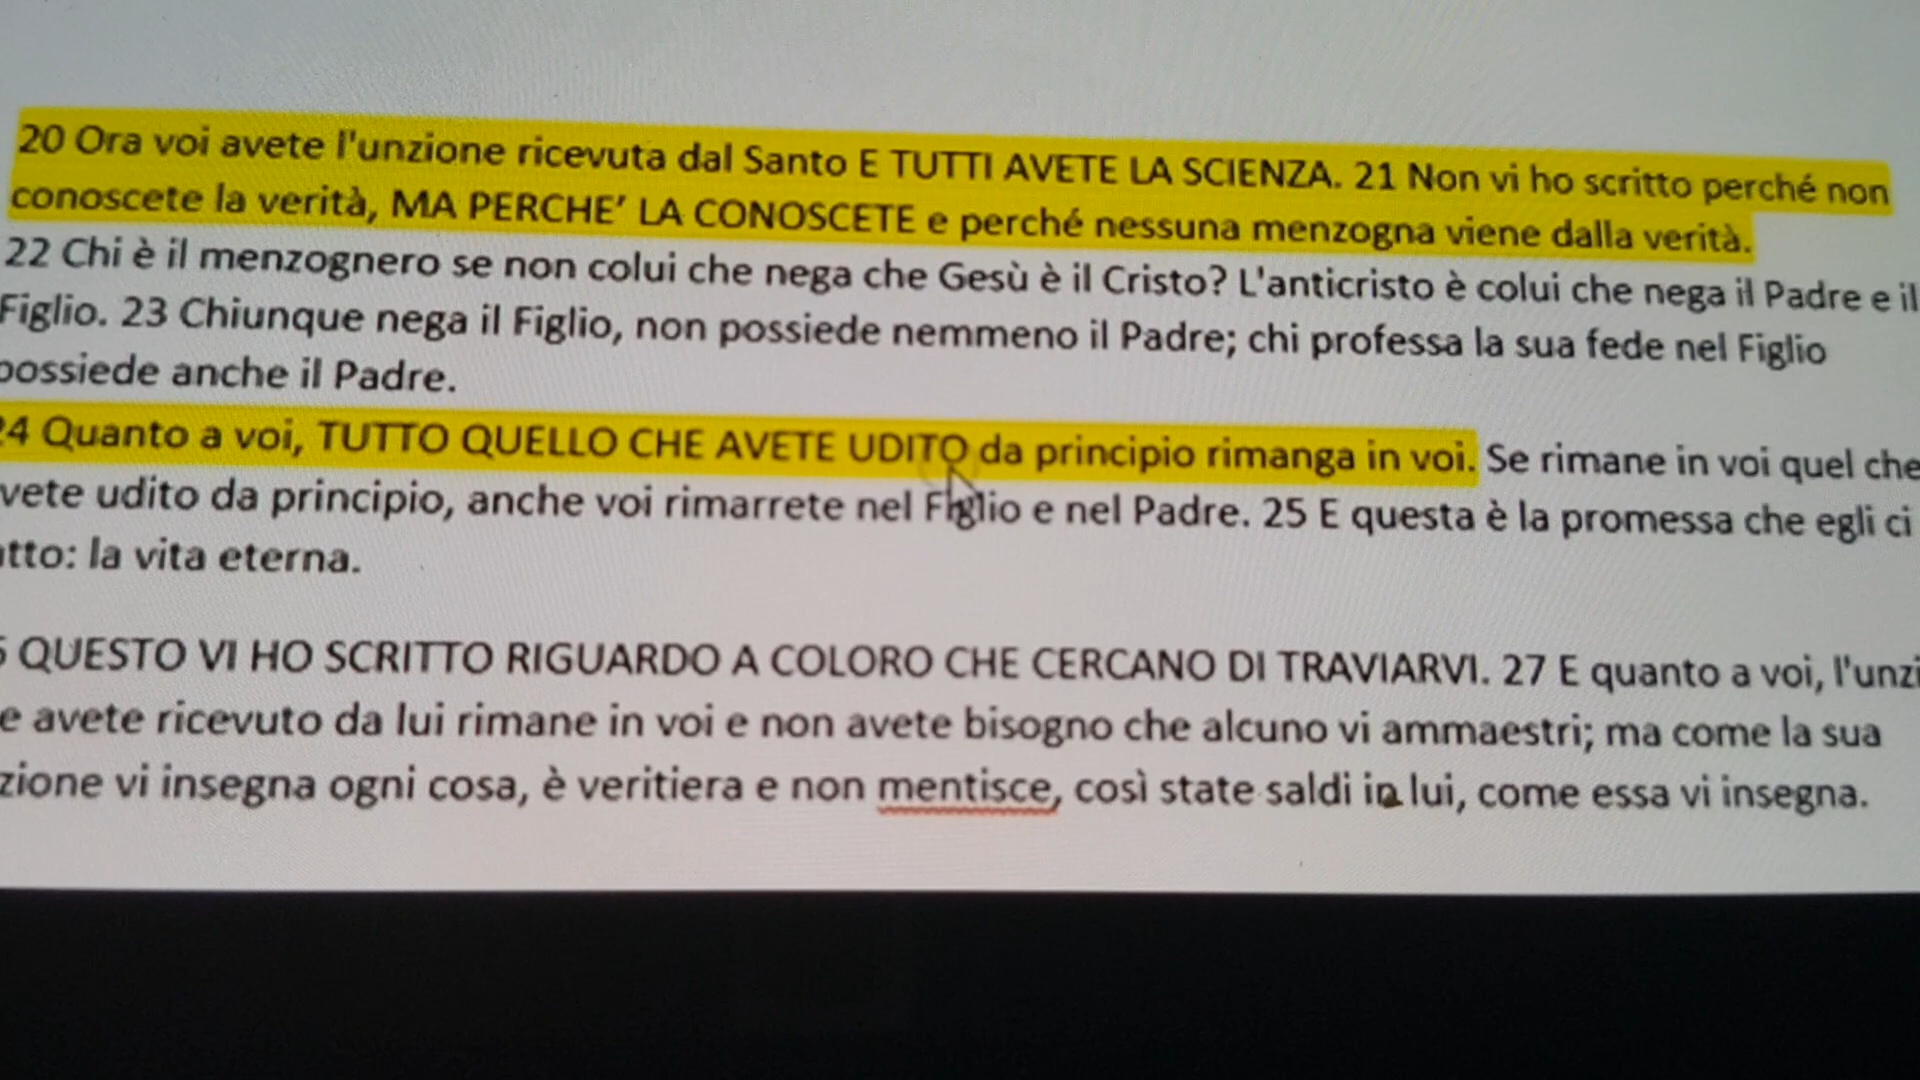 20 Ora voi avete l'unzione ricevuta dal Santo E TUTTI AVETE LA SCIENZA. 21 Non vi ho scritto perché non
conoscete la verità, MA PERCHE' LA CONOSCETE e perché nessuna menzogna viene dalla verità.
22 Chi è il menzognero se non colui che nega che Gesù è il Cristo? L'anticristo è colui che nega il Padre e il
Figlio. 23 Chiunque nega il Figlio, non possiede nemmeno il Padre; chi professa la sua fede nel Figlio
possiede anche il Padre.
24 Quanto a voi, TUTTO QUELLO CHE AVETE UDITO da principio rimanga in voi. Se rimane in voi quel che
vete udito da principio, anche voi rimarrete nel Figlio e nel Padre. 25 E questa è la promessa che egli ci
atto: la vita eterna.
6 QUESTO VI HO SCRITTO RIGUARDO A COLORO CHE CERCANO DI TRAVIARVI. 27 E quanto a voi, l'unzi
e avete ricevuto da lui rimane in voi e non avete bisogno che alcuno vi ammaestri; ma come la sua
zione vi insegna ogni cosa, è veritiera e non mentisce, così state saldi in lui, come essa vi insegna.